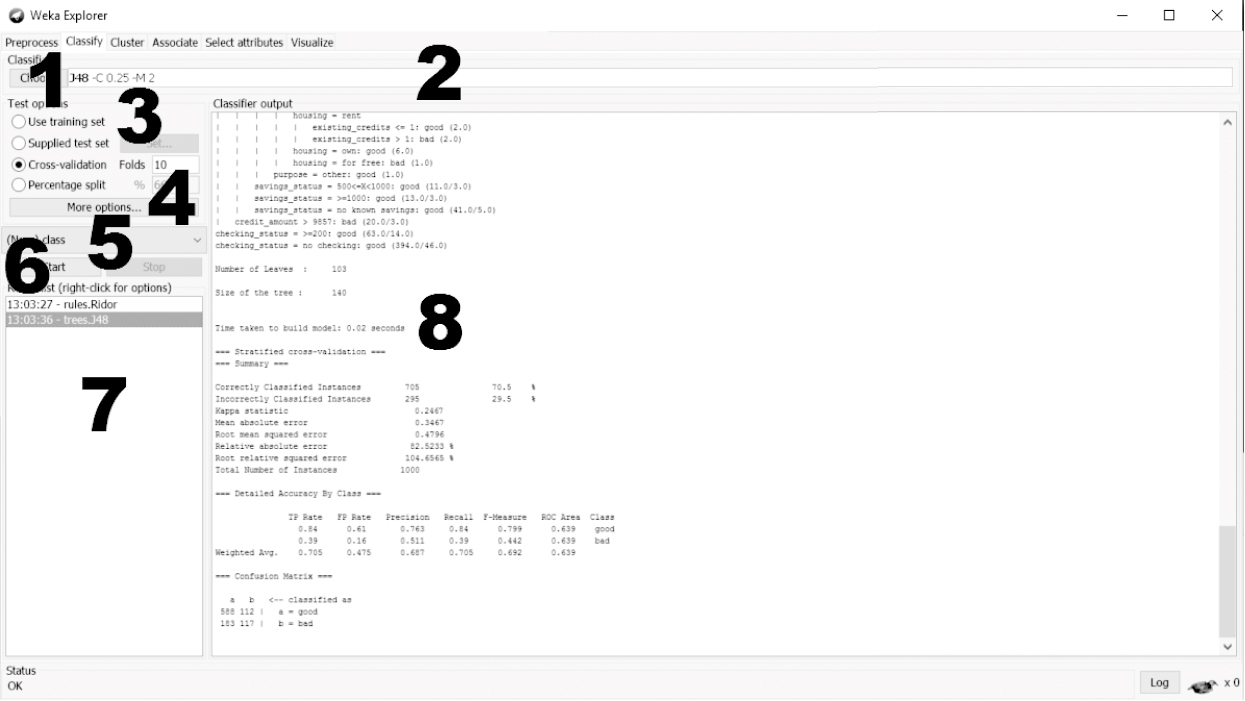 Weka Explorer
Preprocess Classify Cluster Associate Select attributes Visualize
1
2
J48 -C 0.25 -M 2
Classifier output
3
Use training set
Supplied test set
Cross-validation Folds 10
Percentage split %
4
More options...
5
class
6
Stop
(right-click for options)
13:03:27 - rules.Ridor
13:03:36 - trees.J48
7
| | | | housing = rent
| | | | | existing_credits <= 1: good (2.0)
| | | | | existing_credits > 1: bad (2.0)
| | | | housing = own: good (6.0)
| | | | housing = for free: bad (1.0)
| | | purpose = other: good (1.0)
| | savings_status = 500<=X<1000: good (11.0/3.0)
| | savings_status = >=1000: good (13.0/3.0)
| | savings_status = no known savings: good (41.0/5.0)
| credit_amount > 9857: bad (20.0/3.0)
checking_status = >=200: good (63.0/14.0)
checking_status = no checking: good (394.0/46.0)
Number of Leaves : 103
Size of the tree : 140
8
Time taken to build model: 0.02 seconds
=== Stratified cross-validation ===
=== Summary ===
Correctly Classified Instances 705 70.5 %
Incorrectly Classified Instances 295 29.5 %
Kappa statistic 0.2467
Mean absolute error 0.3467
Root mean squared error 0.4796
Relative absolute error 82.5233 %
Root relative squared error 104.6565 %
Total Number of Instances 1000
=== Detailed Accuracy By Class ===
TP Rate FP Rate Precision Recall F-Measure ROC Area Class
0.84 0.61 0.763 0.84 0.799 0.639 good
0.39 0.16 0.511 0.39 0.442 0.639 bad
Weighted Avg. 0.705 0.475 0.687 0.705 0.692 0.639
=== Confusion Matrix ===
a b <-- classified as
588 112 | a = good
183 117 | b = bad
Status
OK
Log
x 0